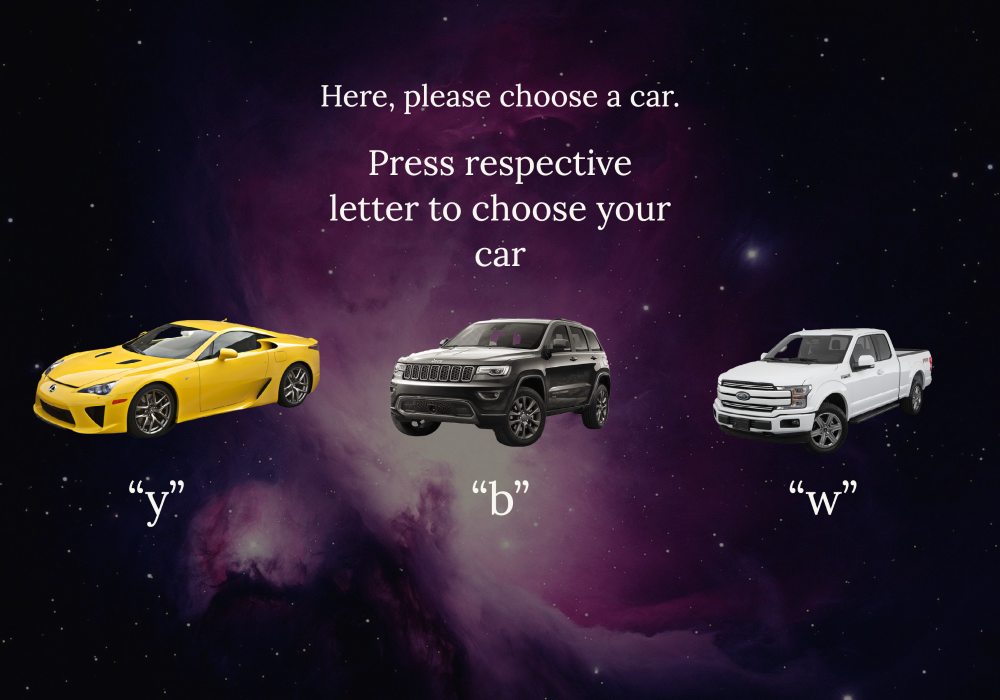 Here, please choose a car.
Press respective
letter to choose your
car
“y” “b” “w”